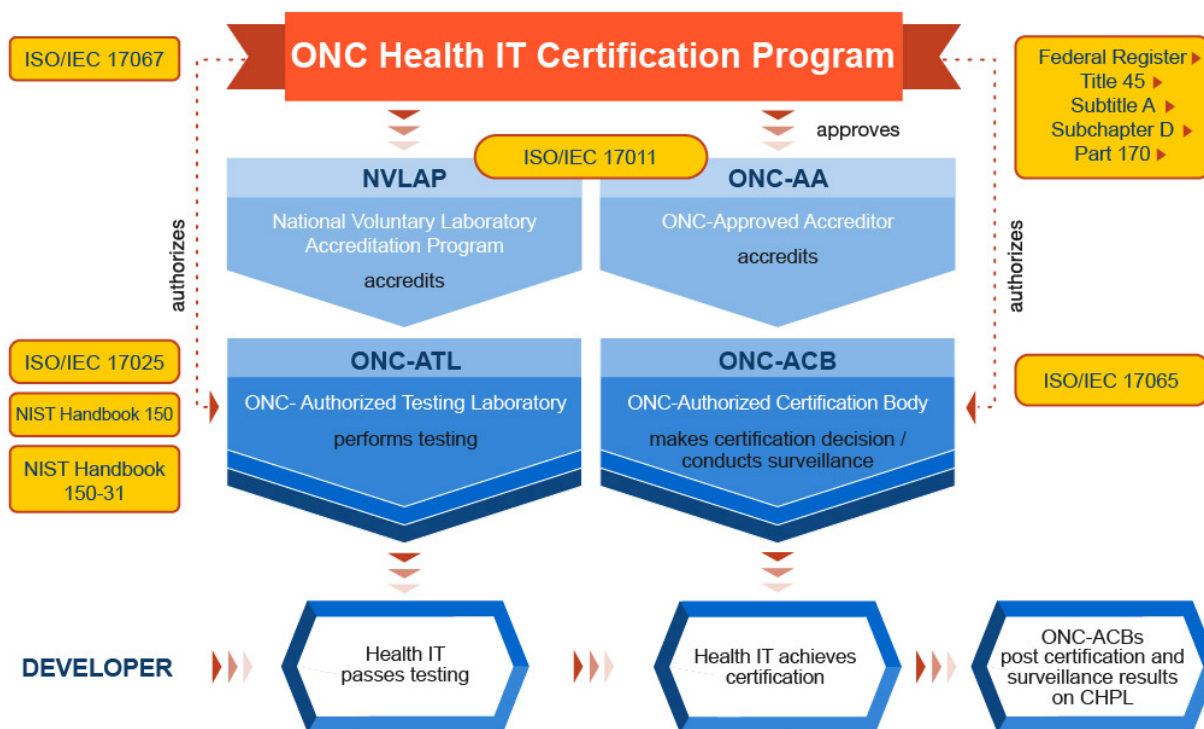 ONC Health IT Certification Program
ISO/IEC 17067
Federal Register
Title 45
Subtitle A
Subchapter D
Part 170
approves
ISO/IEC 17011
NVLAP
National Voluntary Laboratory
Accreditation Program
accredits
ONC-AA
ONC-Approved Accreditor
accredits
authorizes
authorizes
ISO/IEC 17025
NIST Handbook 150
NIST Handbook
150-31
ONC-ATL
ONC- Authorized Testing Laboratory
performs testing
ONC-ACB
ONC-Authorized Certification Body
makes certification decision /
conducts surveillance
ISO/IEC 17065
DEVELOPER
Health IT
passes testing
Health IT achieves
certification
ONC-ACBs
post certification and
surveillance results
on CHPL